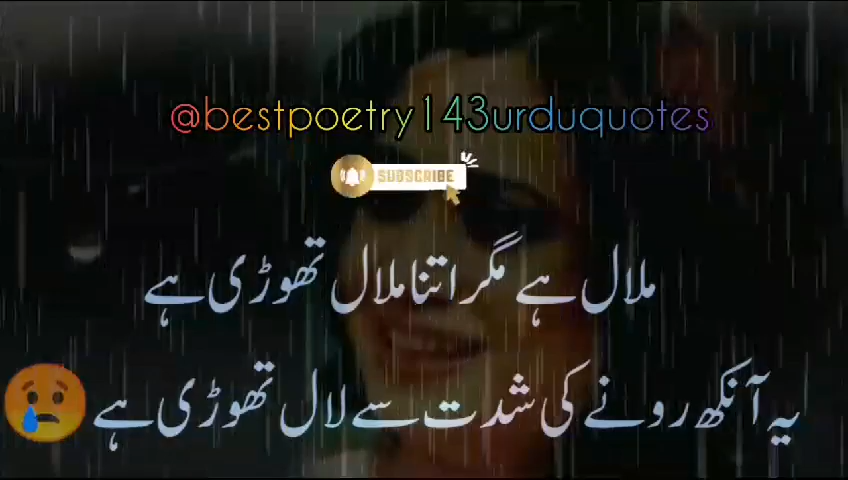 @bestpoetry143urduquotes
SUBSCRIBE
ملال ہے مگر اتنا ملال تھوڑی ہے
یہ آنکھ رونے کی شدت سے لال تھوڑی ہے